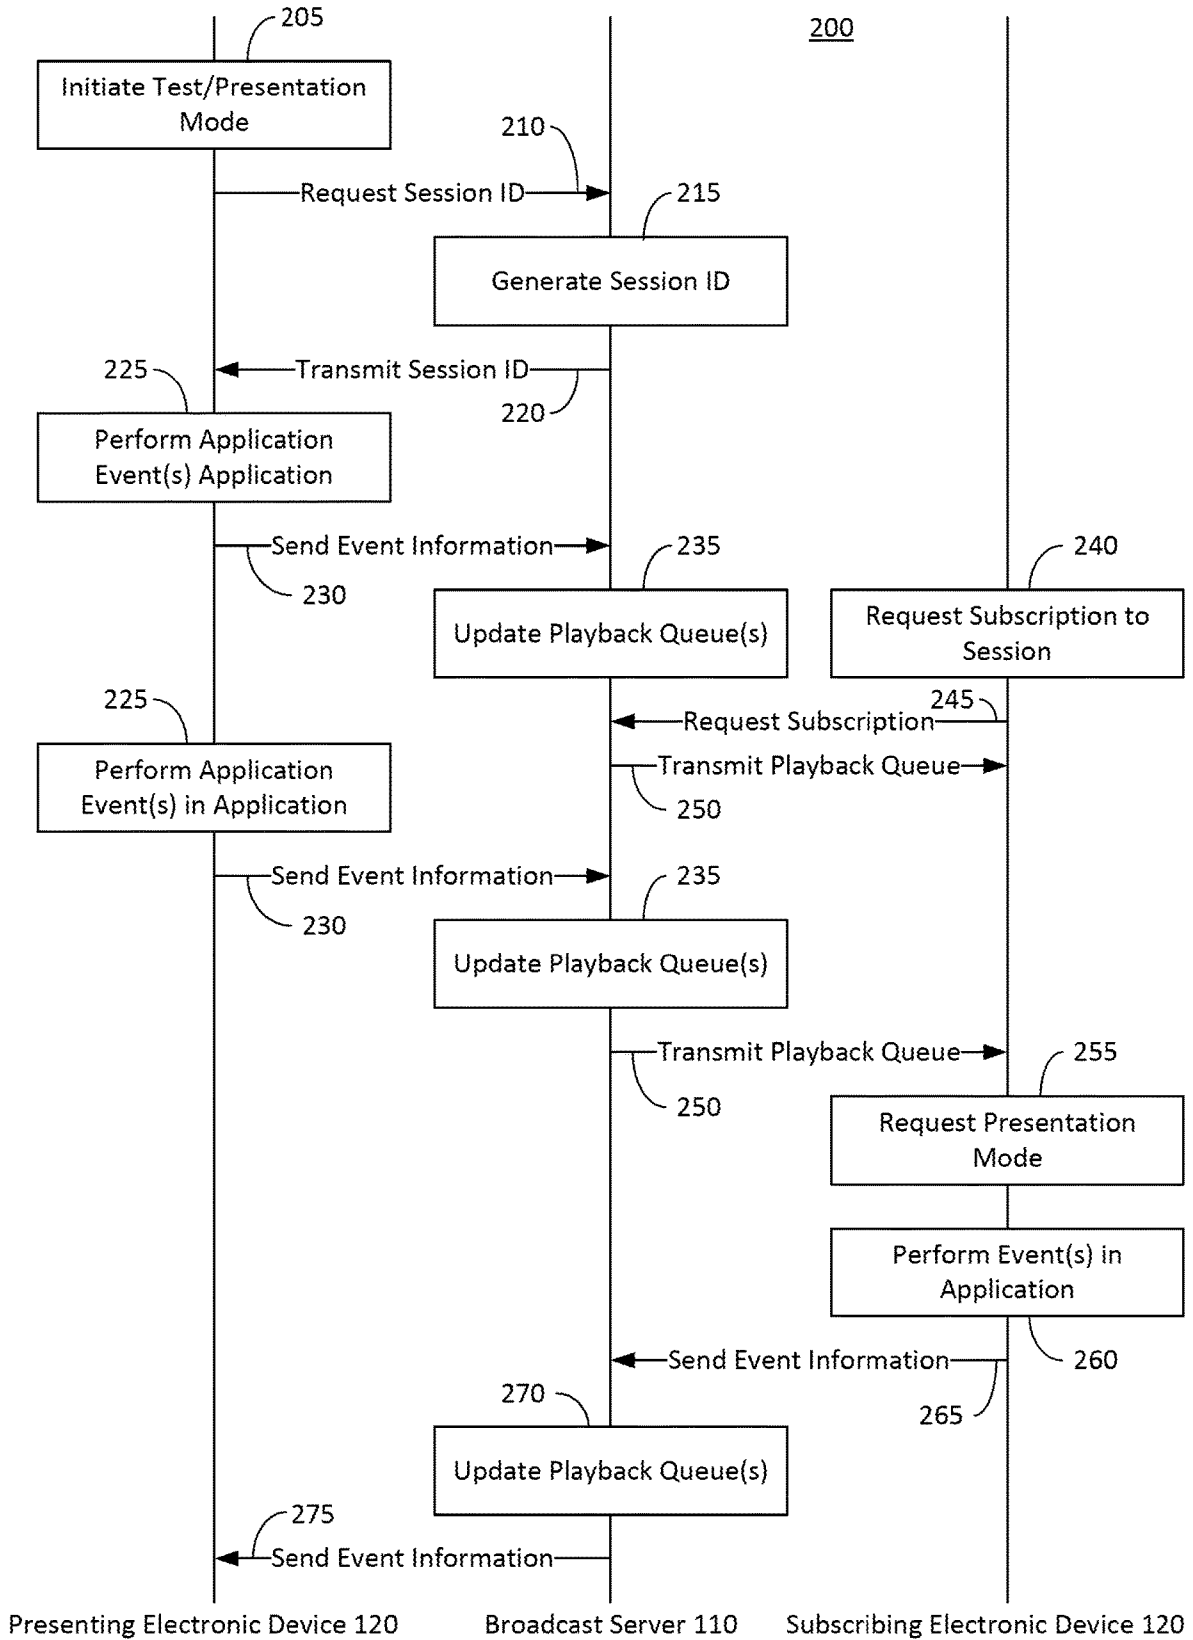 205
200
Initiate Test/Presentation
Mode
210
Request Session ID
215
Generate Session ID
Transmit Session ID
225
220
Perform Application
Event(s) Application
Send Event Information
235
240
230
Update Playback Queue(s)
Request Subscription to
Session
225
245
Request Subscription
Transmit Playback Queue
Perform Application
Event(s) in Application
250
Send Event Information
235
230
Update Playback Queue(s)
Transmit Playback Queue
255
250
Request Presentation
Mode
Perform Event(s) in
Application
Send Event Information
260
270
265
Update Playback Queue(s)
275
Send Event Information
Presenting Electronic Device 120
Broadcast Server 110
Subscribing Electronic Device 120